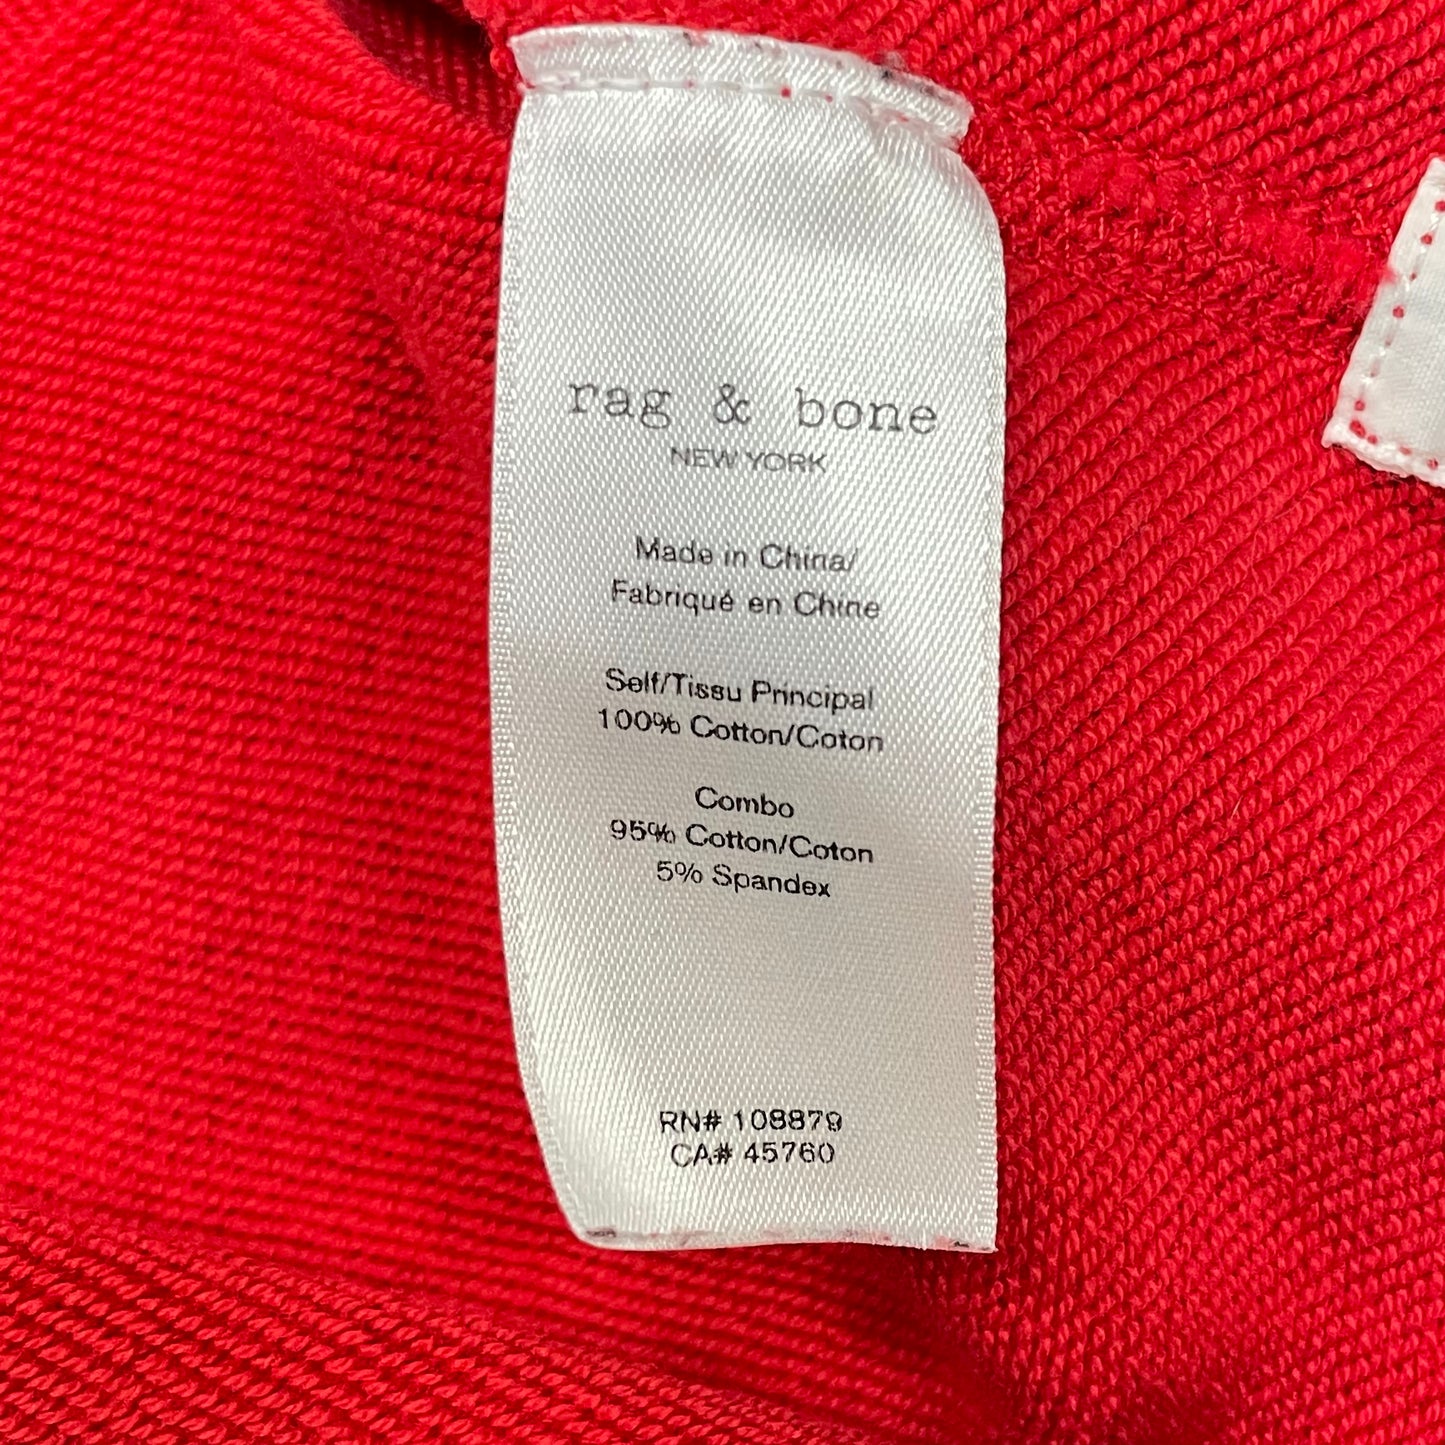 rag & bone
NEW YORK
Made in China/
Fabriqué en Chine
Self/Tissu Principal
100% Cotton/Coton
Combo
95% Cotton/Coton
5% Spandex
RN# 108879
CA# 45760